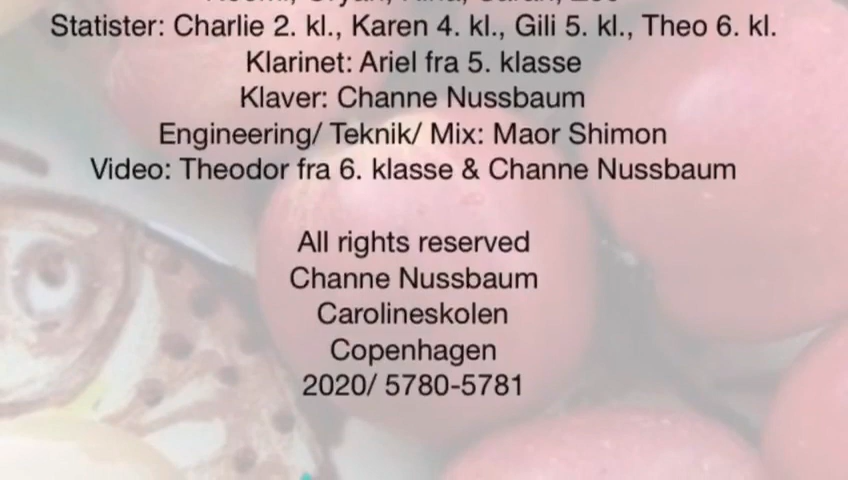 Statister: Charlie 2. kl., Karen 4. kl., Gili 5. kl., Theo 6. kl.
Klarinet: Ariel fra 5. klasse
Klaver: Channe Nussbaum
Engineering/ Teknik/ Mix: Maor Shimon
Video: Theodor fra 6. klasse & Channe Nussbaum
All rights reserved
Channe Nussbaum
Carolineskolen
Copenhagen
2020/ 5780-5781